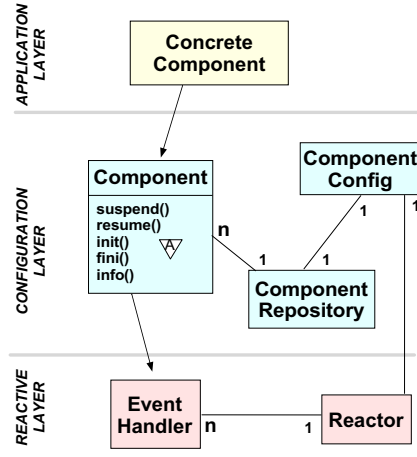 APPLICATION
LAYER
Concrete
Component
CONFIGURATION
LAYER
Component
suspend()
resume()
init()
fini()
info()
A
n
1
Component
Config
1
1
1
Component
Repository
REACTIVE
LAYER
Event
Handler
n
1
Reactor